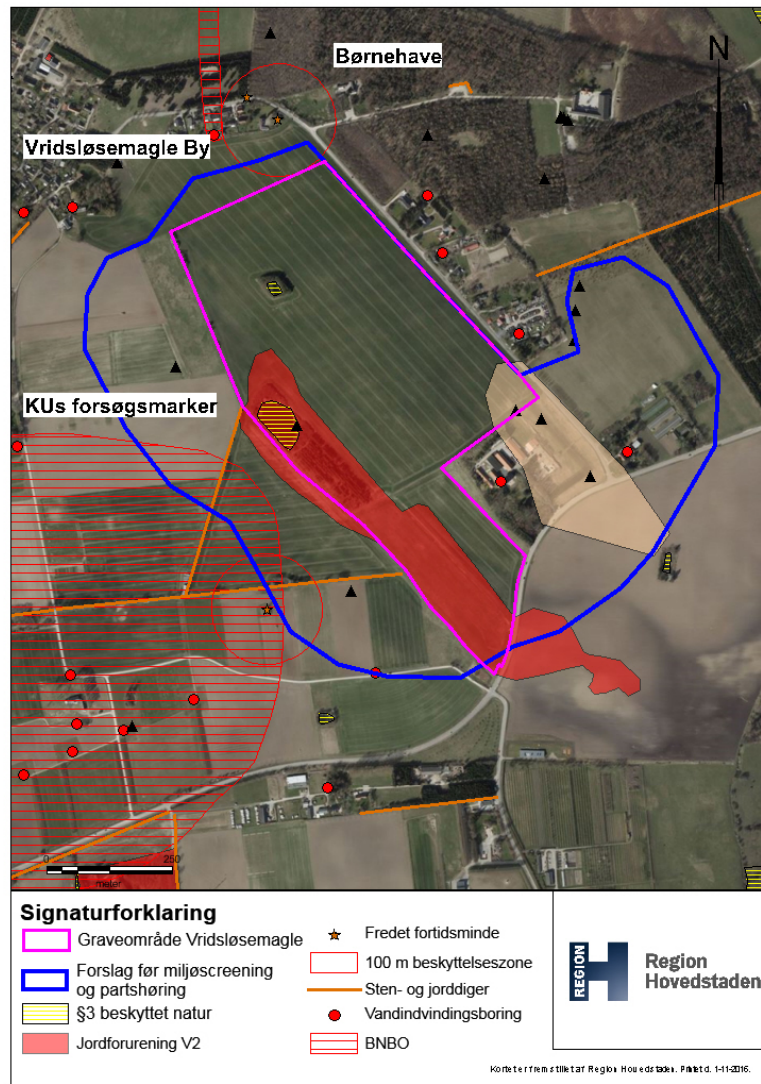 Børnehave
N
Vridsløsemagle By
KUs forsøgsmarker
0 250
meter
Signaturforklaring
Graveområde Vridsløsemagle
Forslag før miljøscreening
og partshøring
§3 beskyttet natur
Jordforurening V2
Fredet fortidsminde
100 m beskyttelseszone
Sten- og jorddiger
Vandindvindingsboring
BNBO
REGION
H
Region
Hovedstaden
Kortet er fremstillet af Region Hovedstaden. Printet d. 1-11-2016.